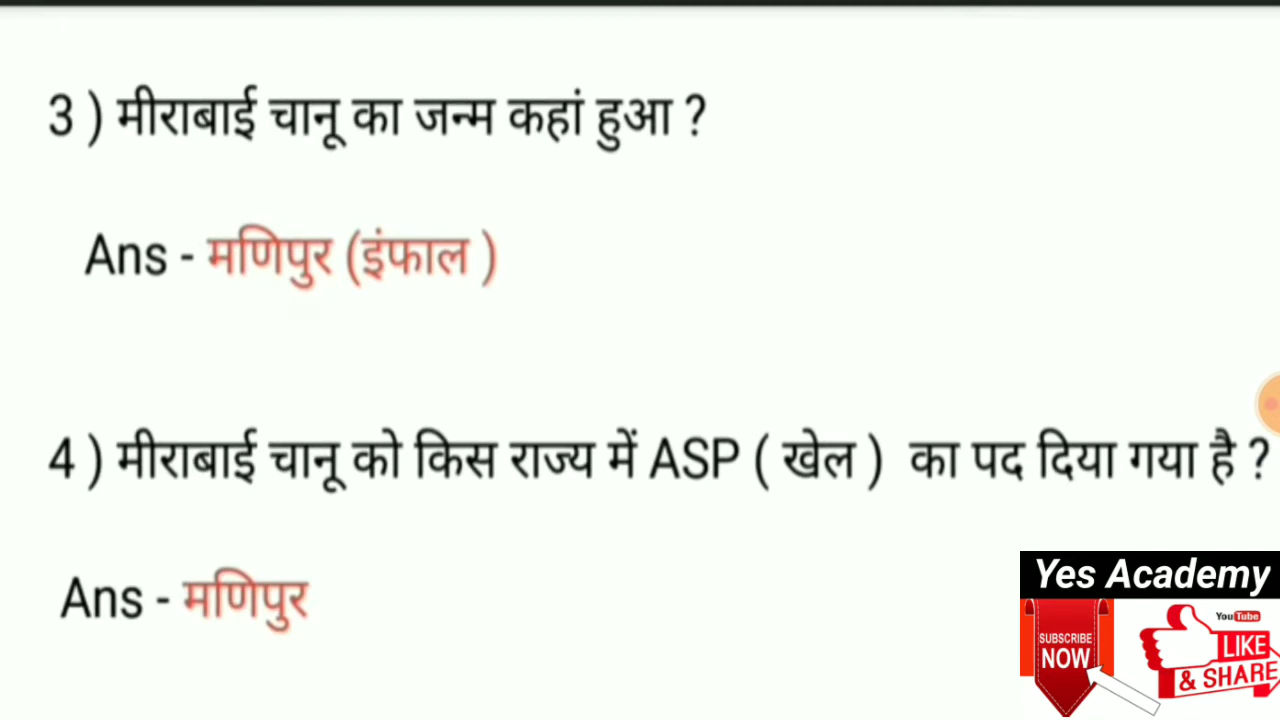 3 ) मीराबाई चानू का जन्म कहां हुआ ?
Ans - मणिपुर (इंफाल )
4 ) मीराबाई चानू को किस राज्य में ASP ( खेल ) का पद दिया गया है ?
Ans - मणिपुर
Yes Academy
SUBSCRIBE
NOW
YouTube
LIKE
& SHARE